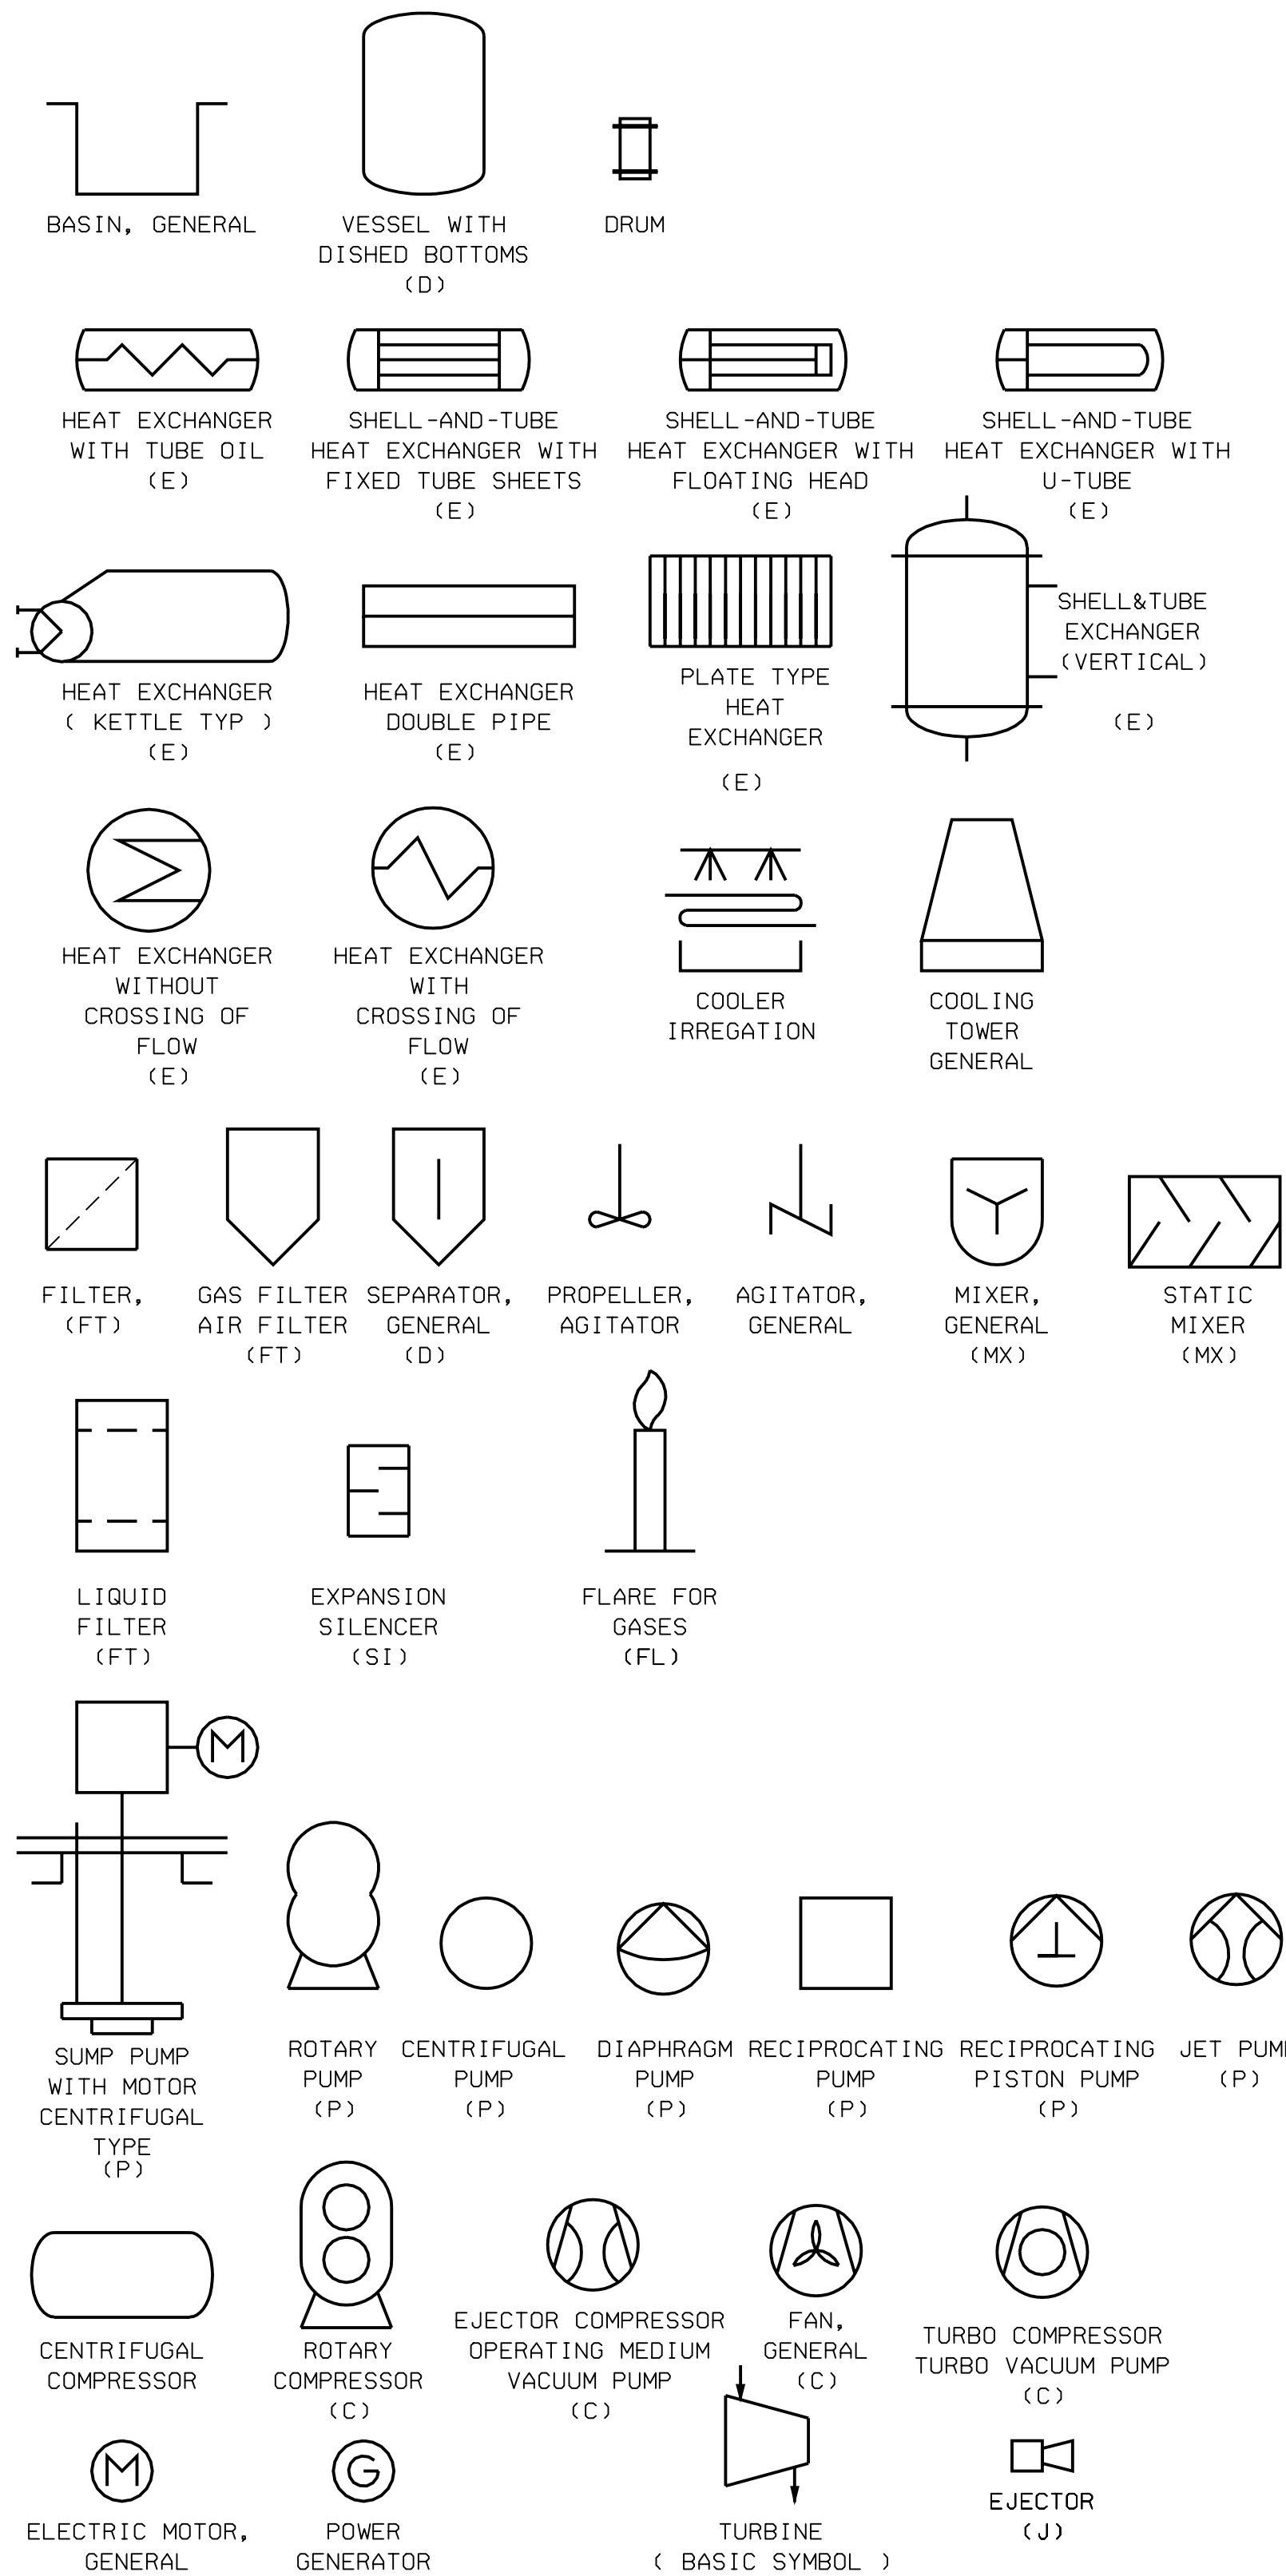 BASIN, GENERAL
VESSEL WITH
DISHED BOTTOMS
(D)
DRUM
HEAT EXCHANGER
WITH TUBE OIL
(E)
SHELL-AND-TUBE
HEAT EXCHANGER WITH
FIXED TUBE SHEETS
(E)
SHELL-AND-TUBE
HEAT EXCHANGER WITH
FLOATING HEAD
(E)
SHELL-AND-TUBE
HEAT EXCHANGER WITH
U-TUBE
(E)
HEAT EXCHANGER
( KETTLE TYP )
(E)
HEAT EXCHANGER
DOUBLE PIPE
(E)
PLATE TYPE
HEAT
EXCHANGER
(E)
SHELL&TUBE
EXCHANGER
(VERTICAL)
(E)
HEAT EXCHANGER
WITHOUT
CROSSING OF
FLOW
(E)
HEAT EXCHANGER
WITH
CROSSING OF
FLOW
(E)
COOLER
IRREGATION
COOLING
TOWER
GENERAL
FILTER,
(FT)
GAS FILTER
AIR FILTER
(FT)
SEPARATOR,
GENERAL
(D)
PROPELLER,
AGITATOR
AGITATOR,
GENERAL
MIXER,
GENERAL
(MX)
STATIC
MIXER
(MX)
LIQUID
FILTER
(FT)
EXPANSION
SILENCER
(SI)
FLARE FOR
GASES
(FL)
M
SUMP PUMP
WITH MOTOR
CENTRIFUGAL
TYPE
(P)
ROTARY
PUMP
(P)
CENTRIFUGAL
PUMP
(P)
DIAPHRAGM
PUMP
(P)
RECIPROCATING
PUMP
(P)
RECIPROCATING
PISTON PUMP
(P)
JET PUMP
(P)
CENTRIFUGAL
COMPRESSOR
ROTARY
COMPRESSOR
(C)
EJECTOR COMPRESSOR
OPERATING MEDIUM
VACUUM PUMP
(C)
FAN,
GENERAL
(C)
TURBO COMPRESSOR
TURBO VACUUM PUMP
(C)
M
ELECTRIC MOTOR,
GENERAL
G
POWER
GENERATOR
TURBINE
( BASIC SYMBOL )
EJECTOR
(J)